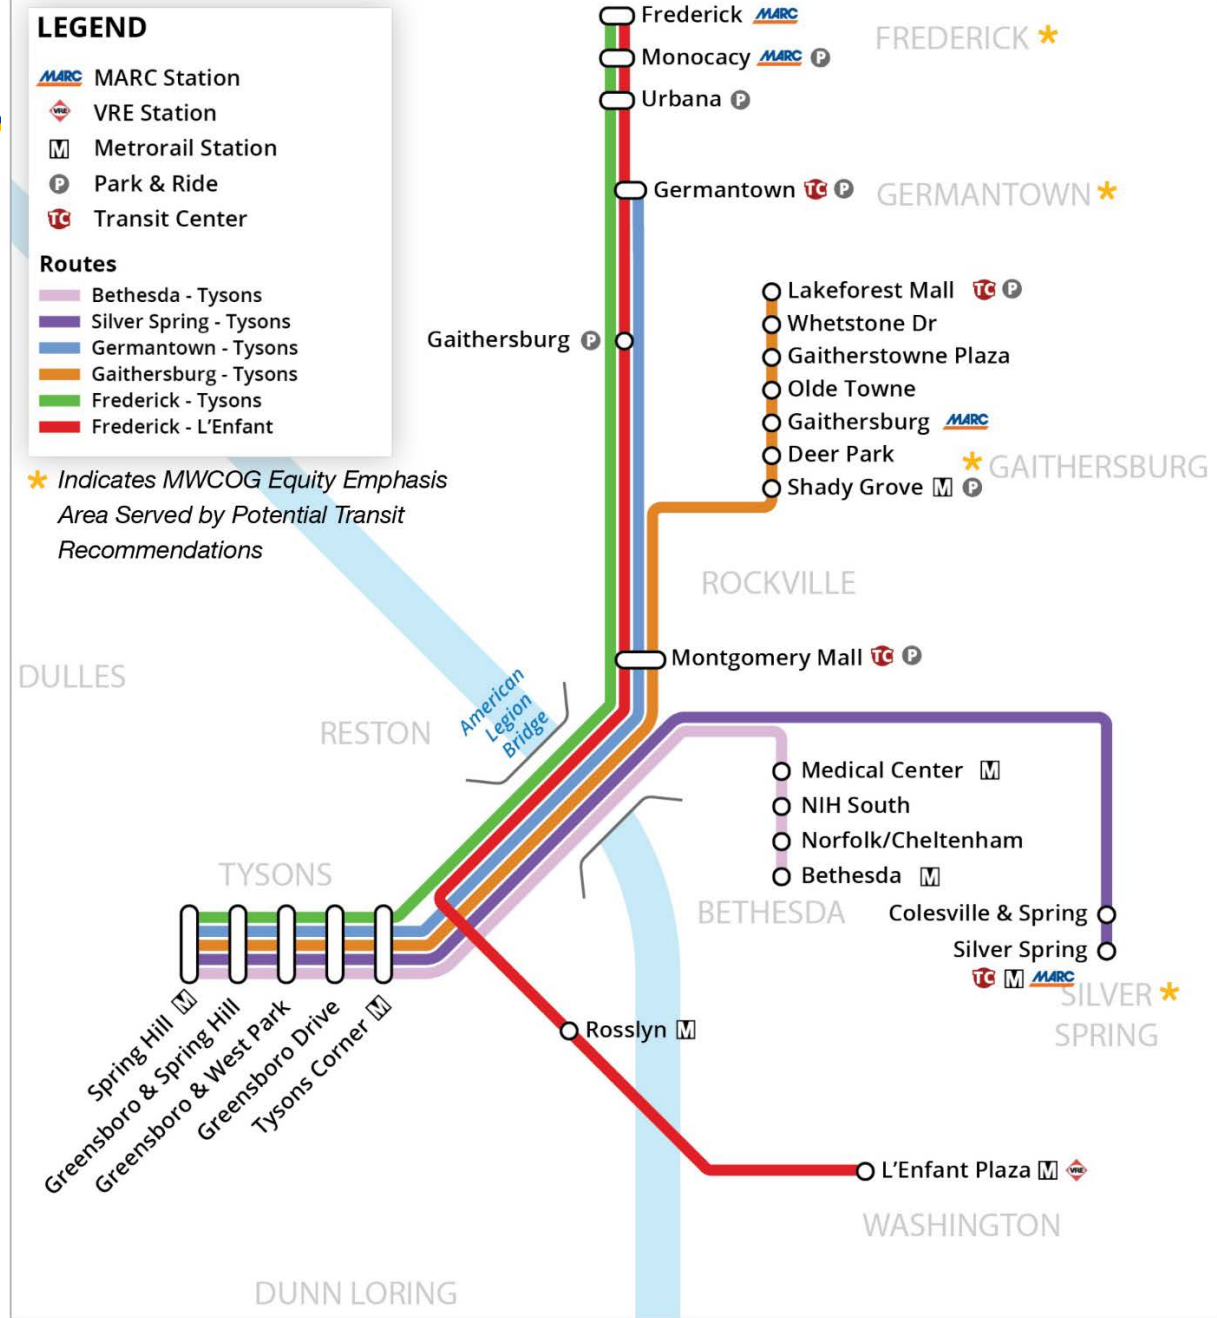 LEGEND
MARC MARC Station
VRE VRE Station
M Metrorail Station
P Park & Ride
TC Transit Center
Routes
Bethesda - Tysons
Silver Spring - Tysons
Germantown - Tysons
Gaithersburg - Tysons
Frederick - Tysons
Frederick - L’Enfant
* Indicates MWCOG Equity Emphasis
Area Served by Potential Transit
Recommendations
Frederick MARC
FREDERICK *
Monocacy MARC P
Urbana P
Germantown TC P
GERMANTOWN *
Gaithersburg P
Lakeforest Mall TC P
Whetstone Dr
Gaitherstowne Plaza
Olde Towne
Gaithersburg MARC
Deer Park
* GAITHERSBURG
Shady Grove M P
ROCKVILLE
Montgomery Mall TC P
DULLES
RESTON
American
Legion
Bridge
Medical Center M
NIH South
Norfolk/Cheltenham
Bethesda M
BETHESDA
TYSONS
Colesville & Spring
Silver Spring
TC M MARC
SILVER *
SPRING
Spring Hill M
Greensboro & Spring Hill
Greensboro & West Park
Greensboro Drive
Tysons Corner M
Rosslyn M
L’Enfant Plaza M VRE
WASHINGTON
DUNN LORING